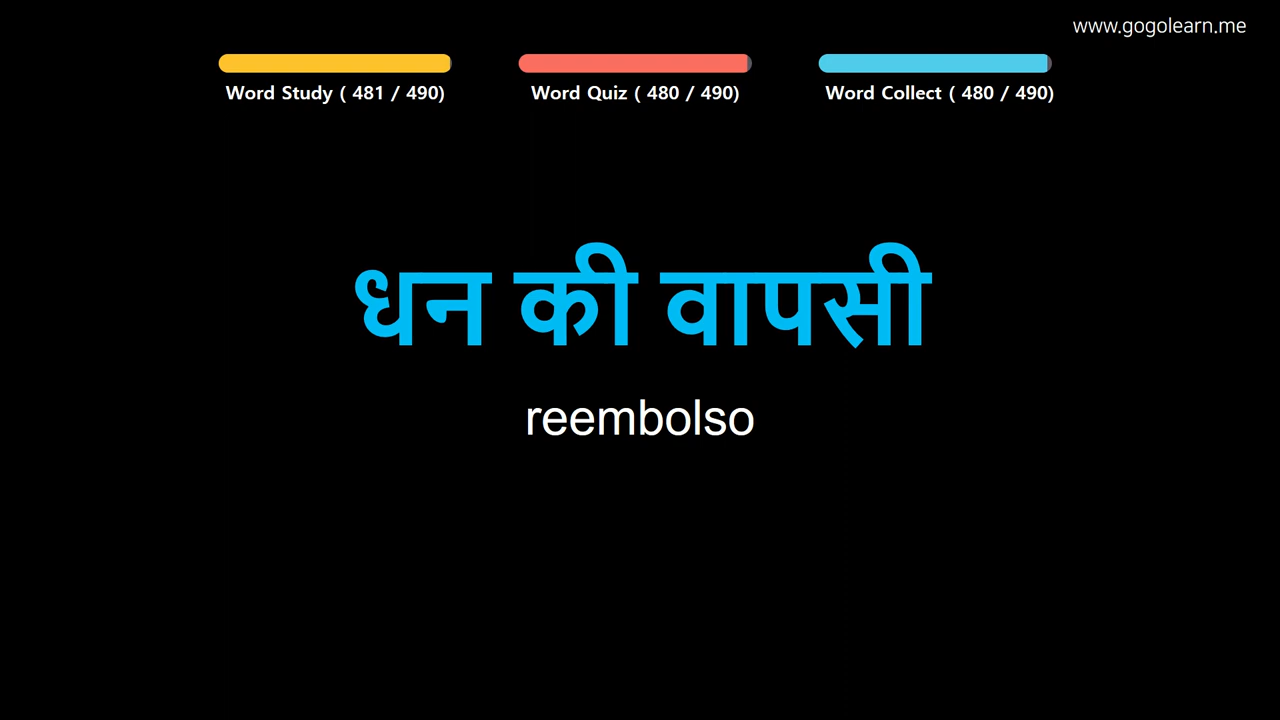 www.gogolearn.me
Word Study ( 481 / 490)
Word Quiz ( 480 / 490)
Word Collect ( 480 / 490)
धन की वापसी
reembolso